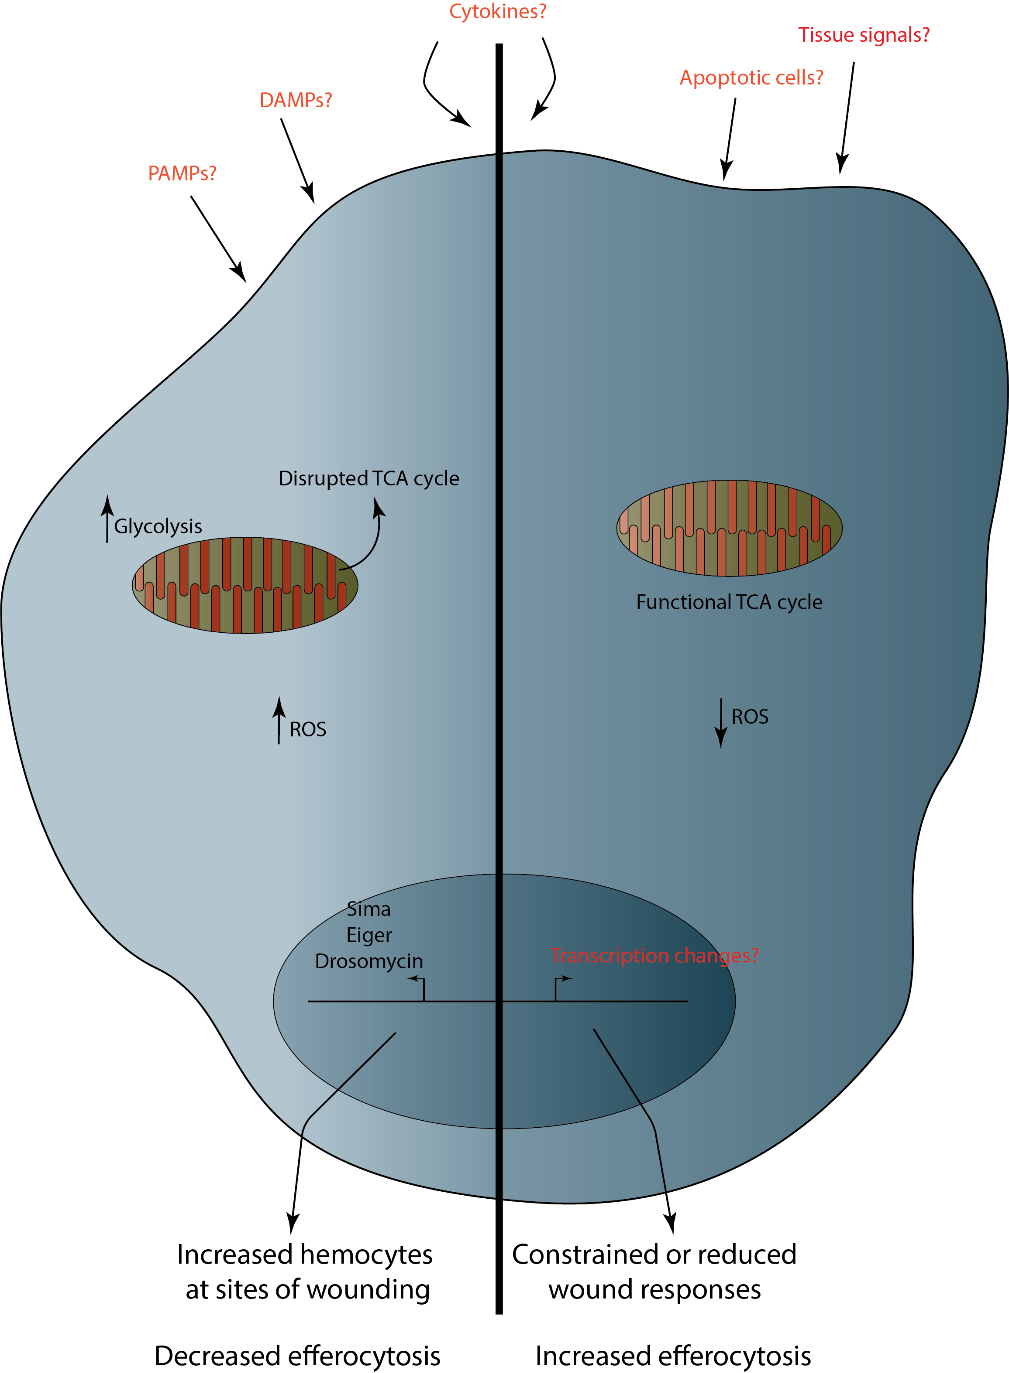 Cytokines?
Tissue signals?
Apoptotic cells?
DAMPs?
PAMPs?
Disrupted TCA cycle
Glycolysis
Functional TCA cycle
ROS
ROS
Sima
Eiger
Drosomycin
Transcription changes?
Increased hemocytes
at sites of wounding
Constrained or reduced
wound responses
Decreased efferocytosis
Increased efferocytosis